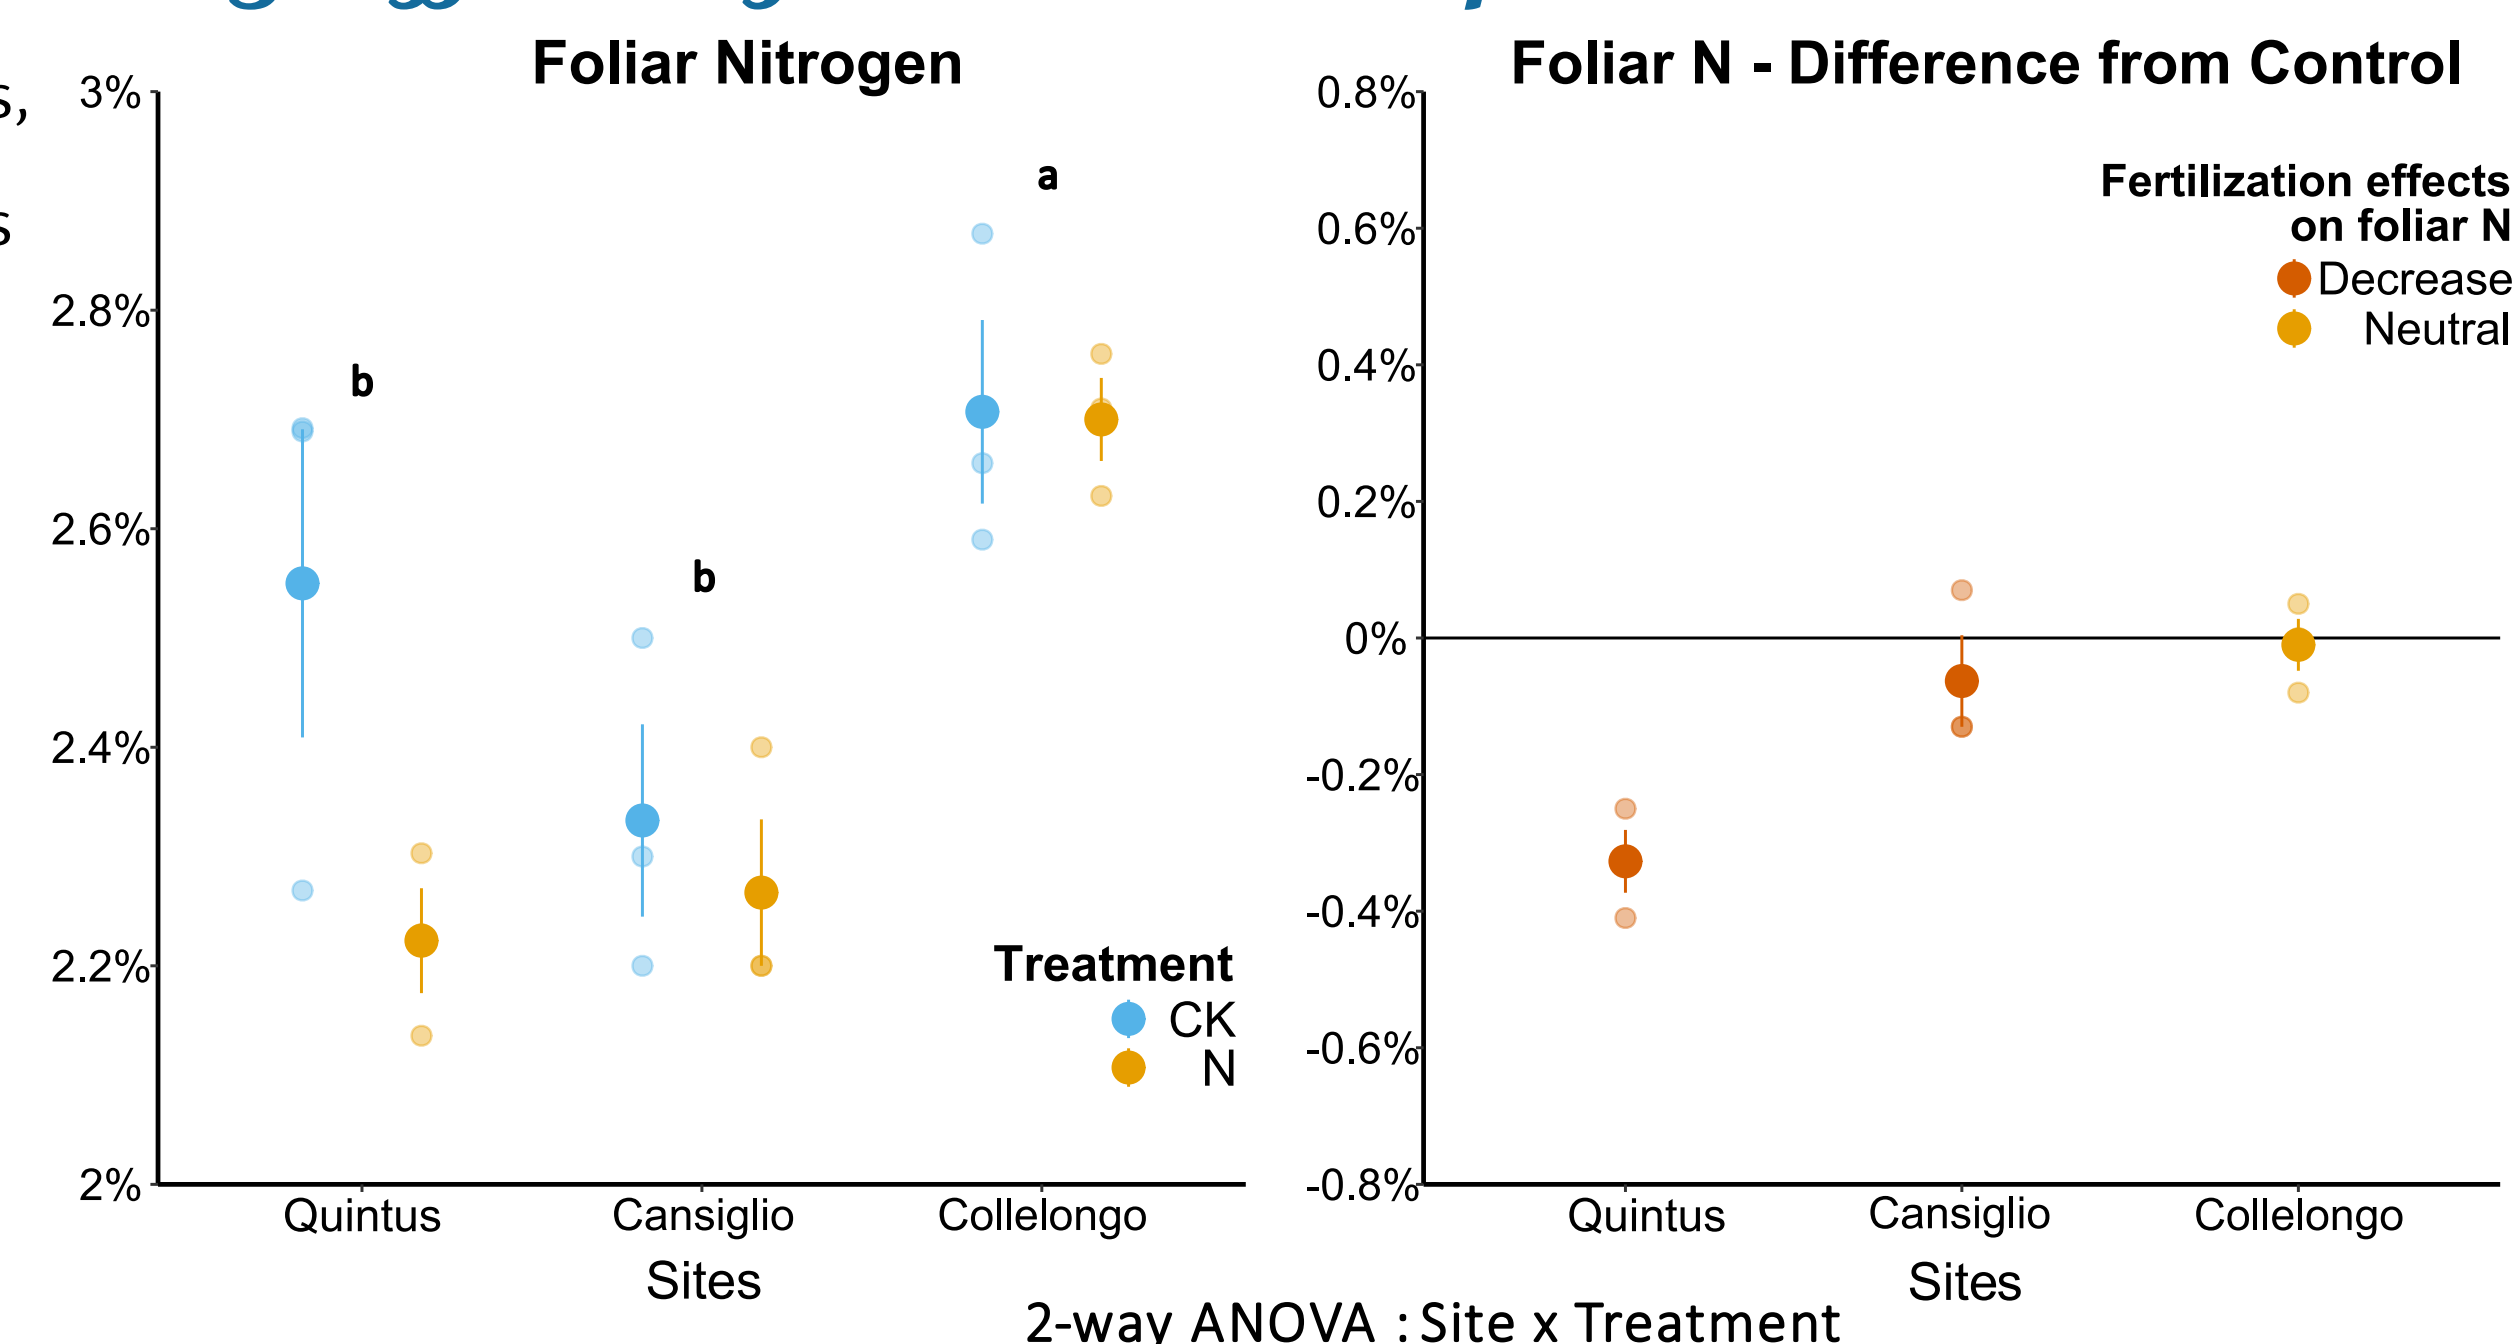 Foliar Nitrogen
3%
2.8%
2.6%
2.4%
2.2%
2%
b
b
a
Treatment
CK
N
Quintus Cansiglio Collelongo
Sites
Foliar N - Difference from Control
0.8%
0.6%
0.4%
0.2%
0%
-0.2%
-0.4%
-0.6%
-0.8%
Fertilization effects
on foliar N
Decrease
Neutral
Quintus Cansiglio Collelongo
Sites
2-way ANOVA : Site x Treatment